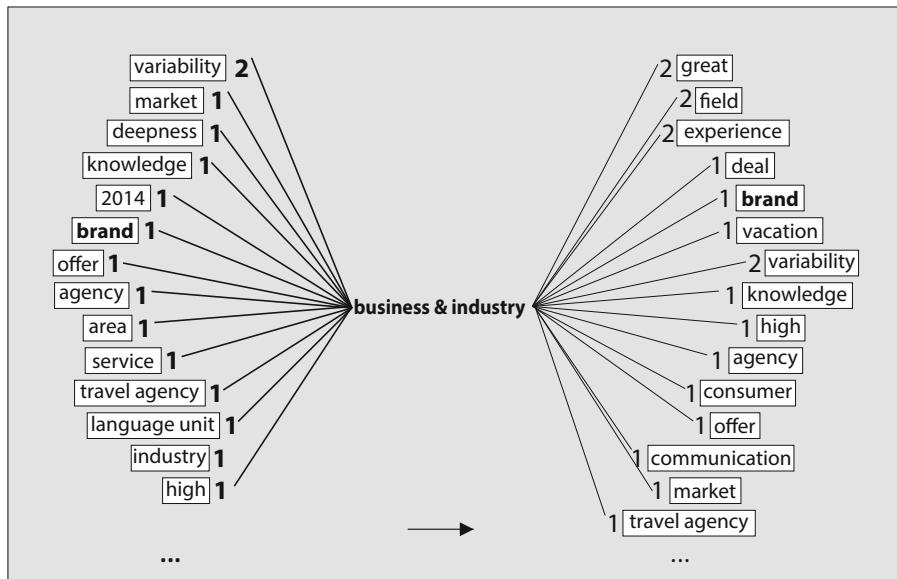 variability 2
market 1
deepness 1
knowledge 1
2014 1
brand 1
offer 1
agency 1
area 1
service 1
travel agency 1
language unit 1
industry 1
high 1
...
business & industry
2 great
2 field
2 experience
1 deal
1 brand
1 vacation
2 variability
1 knowledge
1 high
1 agency
1 consumer
1 offer
1 communication
1 market
1 travel agency
...